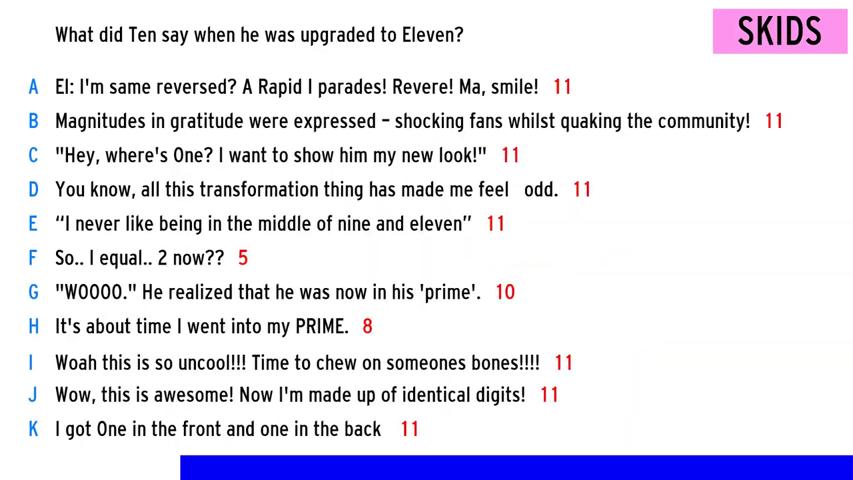 What did Ten say when he was upgraded to Eleven?
SKIDS
A El: I'm same reversed? A Rapid I parades! Revere! Ma, smile! 11
B Magnitudes in gratitude were expressed – shocking fans whilst quaking the community! 11
C "Hey, where's One? I want to show him my new look!" 11
D You know, all this transformation thing has made me feel odd. 11
E “I never like being in the middle of nine and eleven” 11
F So.. I equal.. 2 now?? 5
G "WOOOO." He realized that he was now in his 'prime'. 10
H It's about time I went into my PRIME. 8
I Woah this is so uncool!!! Time to chew on someones bones!!!! 11
J Wow, this is awesome! Now I'm made up of identical digits! 11
K I got One in the front and one in the back 11